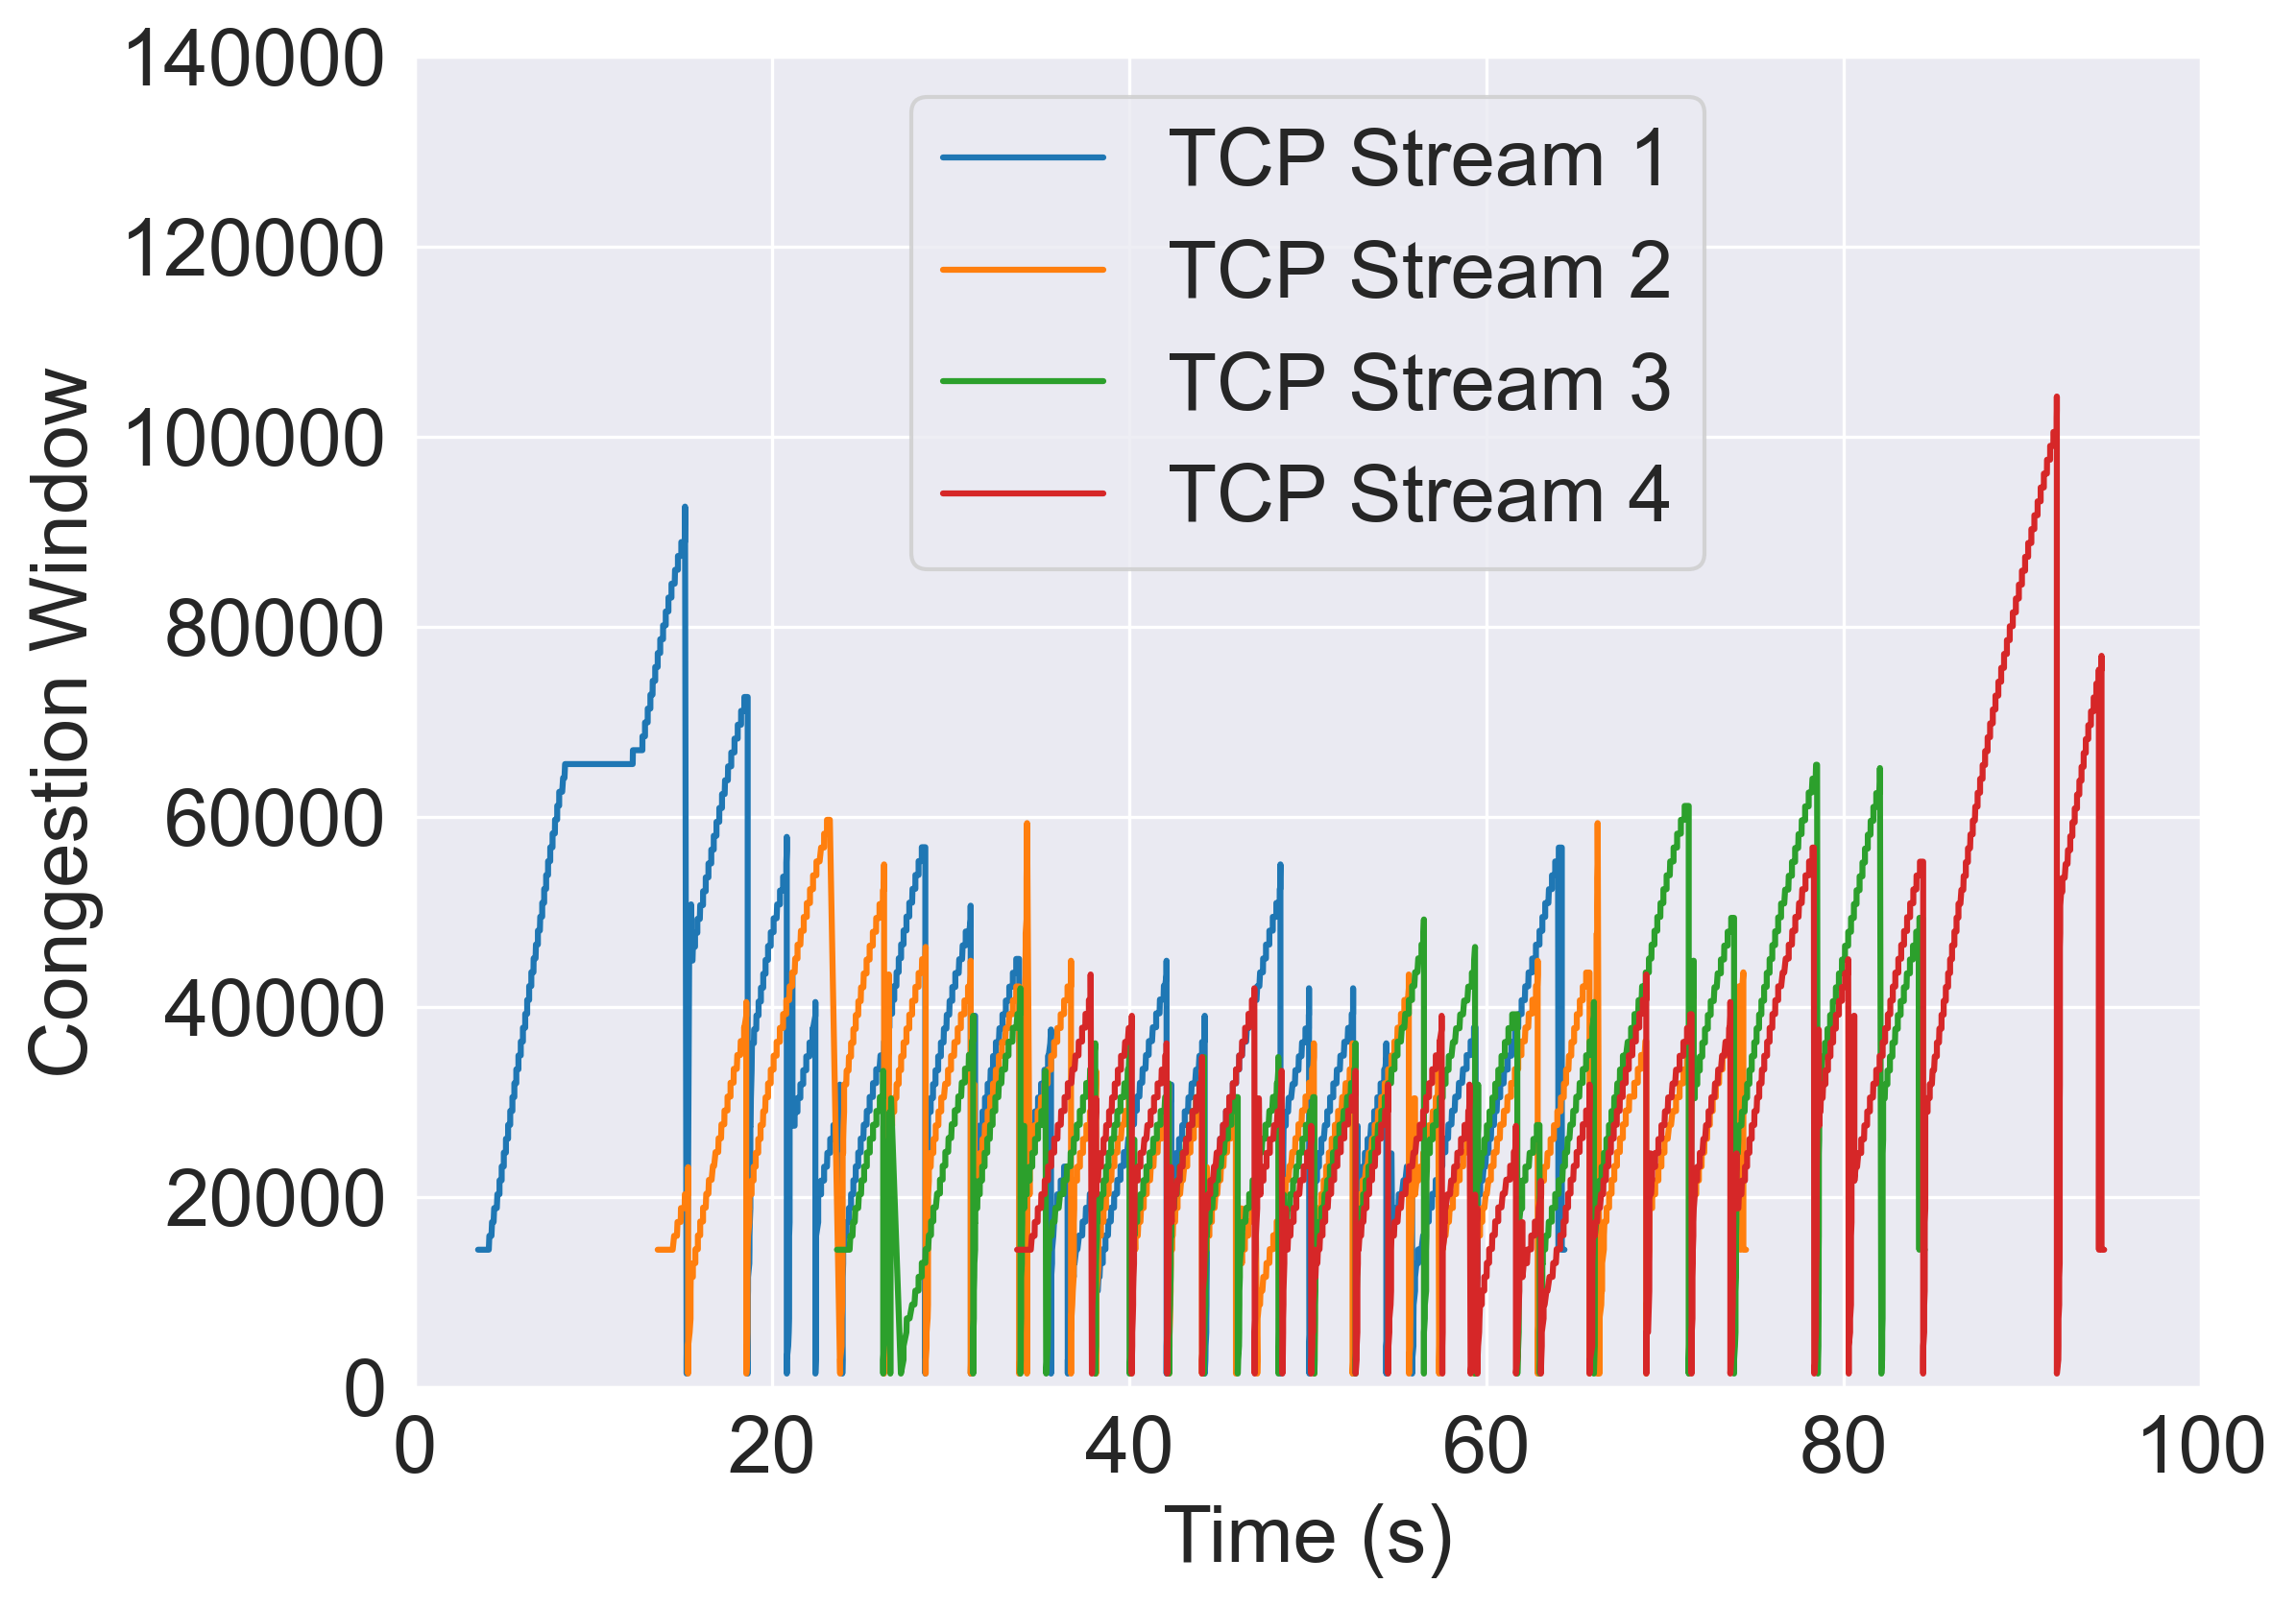 140000
120000
100000
80000
60000
40000
20000
0
Congestion Window
TCP Stream 1
TCP Stream 2
TCP Stream 3
TCP Stream 4
0 20 40 60 80 100
Time (s)